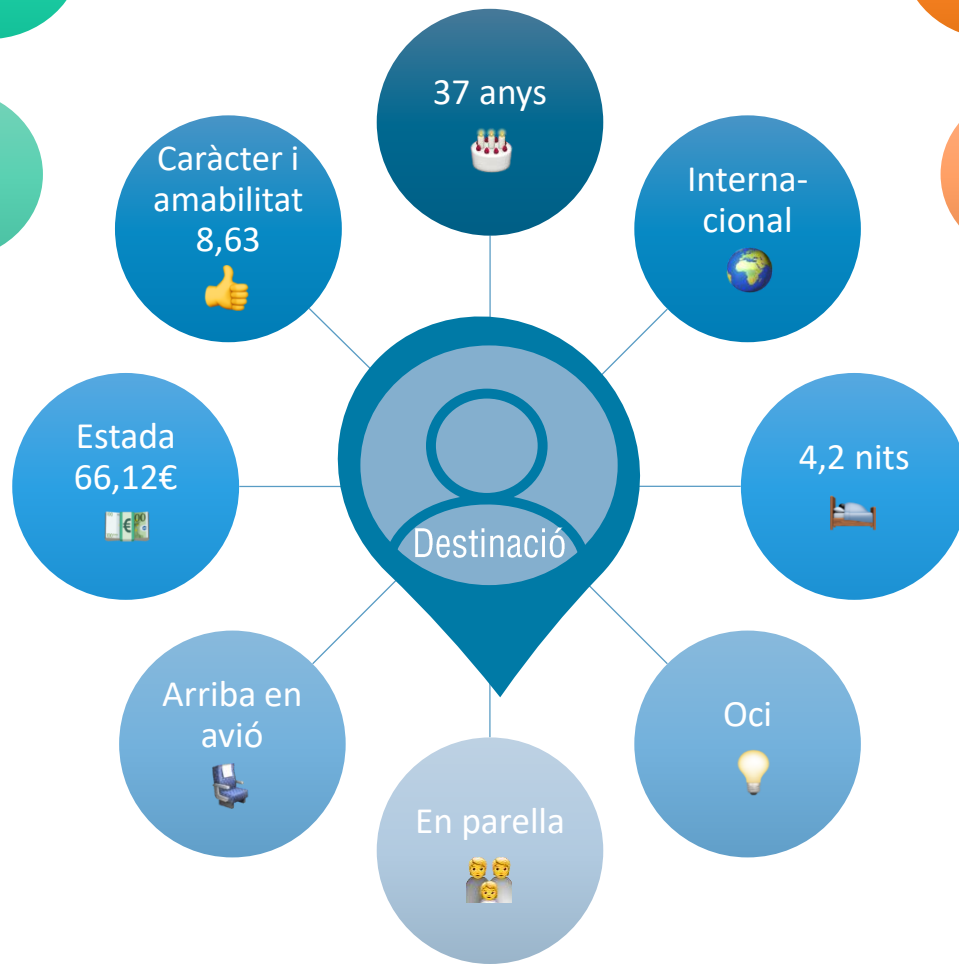 37 anys
Caràcter i
amabilitat
8,63
Interna-
cional
Estada
66,12€
4,2 nits
Destinació
Arriba en
avió
Oci
En parella